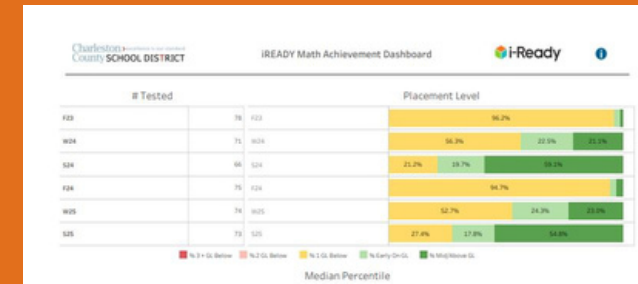 Charleston
County SCHOOL DISTRICT
iREADY Math Achievement Dashboard
i-Ready
# Tested
Placement Level
F23 78 F23 96.2%
W24 71 W24 56.3% 22.5% 21.1%
S24 66 S24 21.2% 19.7% 59.1%
F24 75 F24 94.7%
W25 74 W25 52.7% 24.3% 23.0%
S25 73 S25 27.4% 17.8% 54.8%
% 3 + GL Below % 2 GL Below % 1 GL Below % Early On GL % Mid/Above GL
Median Percentile